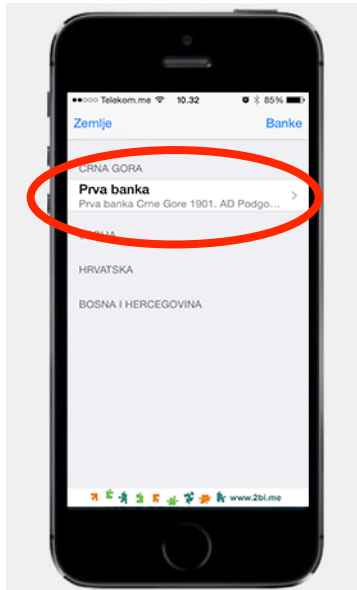 Telekom.me 10.32 85%
Zemlje Banke
CRNA GORA
Prva banka
Prva banka Crne Gore 1901. AD Podgo...
HRVATSKA
BOSNA I HERCEGOVINA
www.2bi.me